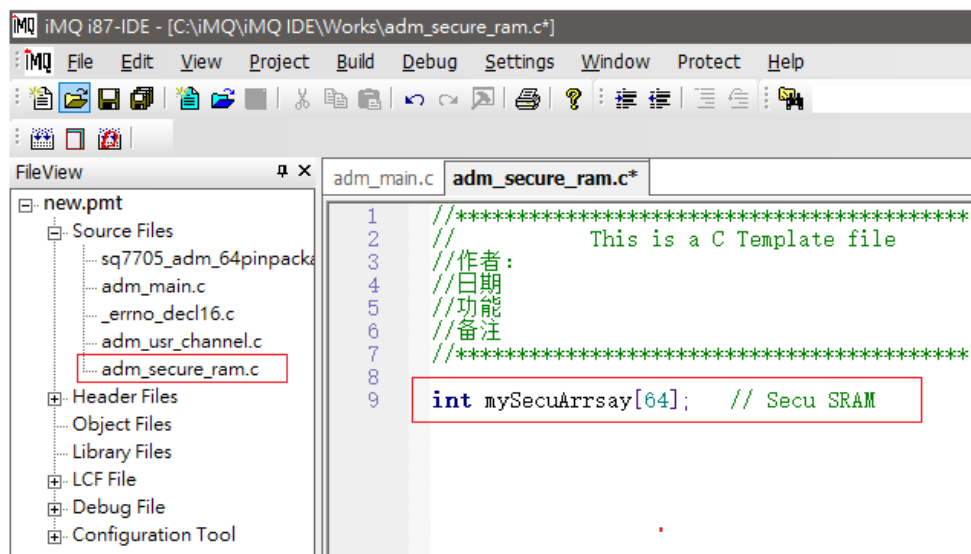 iMQ iMQ i87-IDE - [C:\iMQ\iMQ IDE\Works\adm_secure_ram.c*]
iMQ File Edit View Project Build Debug Settings Window Protect Help
FileView
adm_main.c adm_secure_ram.c*
new.pmt
Source Files
sq7705_adm_64pinpacka
adm_main.c
_errno_decl16.c
adm_usr_channel.c
adm_secure_ram.c
Header Files
Object Files
Library Files
LCF File
Debug File
Configuration Tool
1 //******************************************
2 // This is a C Template file
3 //作者：
4 //日期
5 //功能
6 //备注
7 //******************************************
8
9 int mySecuArrsay[64]; // Secu SRAM